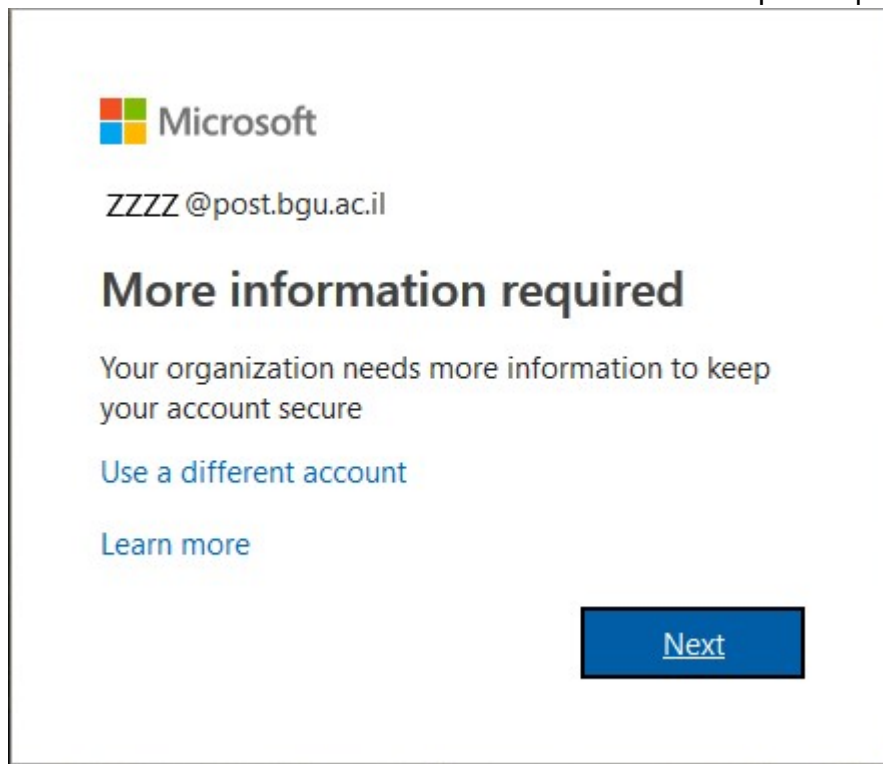 Microsoft
ZZZZ @post.bgu.ac.il
More information required
Your organization needs more information to keep
your account secure
Use a different account
Learn more
Next